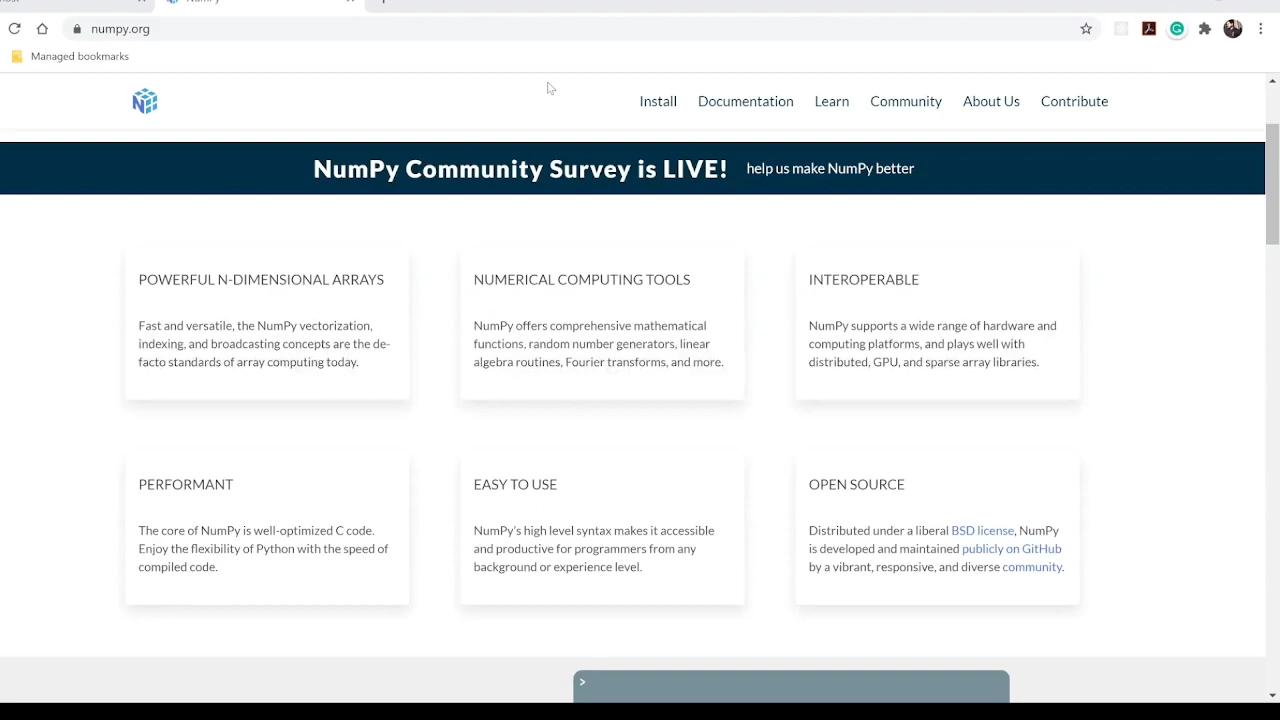 numpy.org
Managed bookmarks
Install Documentation Learn Community About Us Contribute
NumPy Community Survey is LIVE! help us make NumPy better
POWERFUL N-DIMENSIONAL ARRAYS
Fast and versatile, the NumPy vectorization,
indexing, and broadcasting concepts are the de-
facto standards of array computing today.
NUMERICAL COMPUTING TOOLS
NumPy offers comprehensive mathematical
functions, random number generators, linear
algebra routines, Fourier transforms, and more.
INTEROPERABLE
NumPy supports a wide range of hardware and
computing platforms, and plays well with
distributed, GPU, and sparse array libraries.
PERFORMANT
The core of NumPy is well-optimized C code.
Enjoy the flexibility of Python with the speed of
compiled code.
EASY TO USE
NumPy's high level syntax makes it accessible
and productive for programmers from any
background or experience level.
OPEN SOURCE
Distributed under a liberal BSD license, NumPy
is developed and maintained publicly on GitHub
by a vibrant, responsive, and diverse community.
>